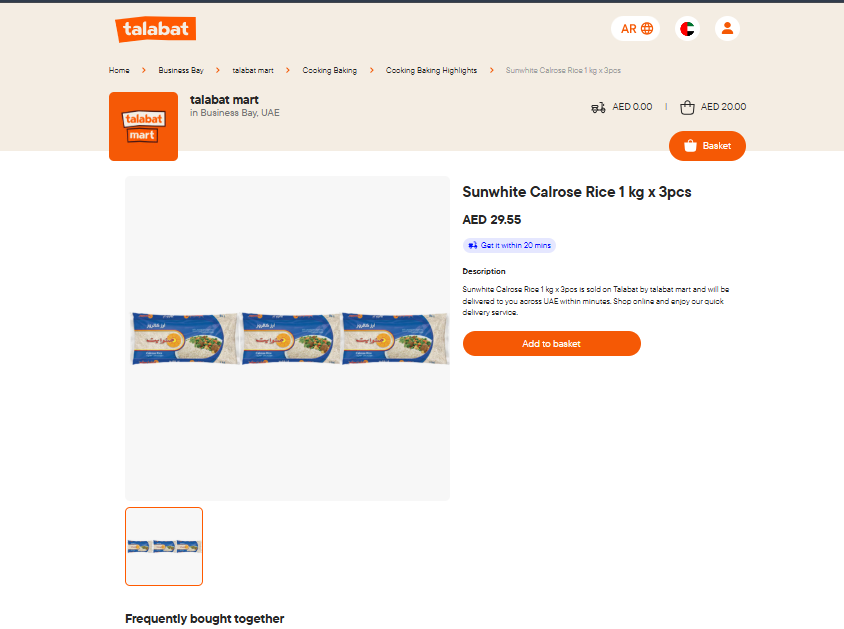 talabat
AR
Home > Business Bay > talabat mart > Cooking Baking > Cooking Baking Highlights > Sunwhite Calrose Rice 1 kg x 3pcs
talabat
mart
talabat mart
in Business Bay, UAE
AED 0.00 | AED 20.00
Basket
Sunwhite Calrose Rice 1 kg x 3pcs
AED 29.55
Get it within 20 mins
Description
Sunwhite Calrose Rice 1 kg x 3pcs is sold on Talabat by talabat mart and will be
delivered to you across UAE within minutes. Shop online and enjoy our quick
delivery service.
Add to basket
Frequently bought together